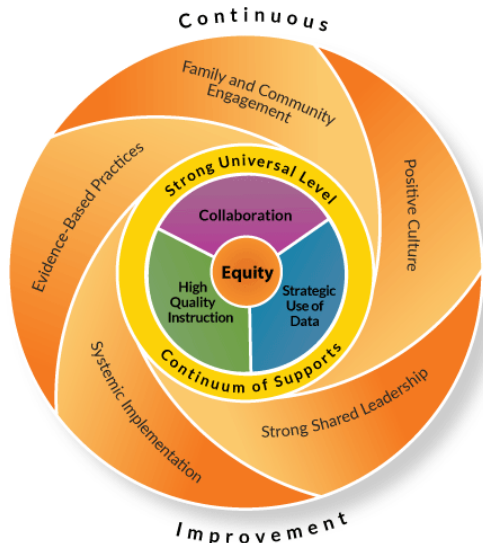 Continuous
Family and Community
Engagement
Positive Culture
Evidence-Based Practices
Strong Universal Level
Collaboration
Equity
High
Quality
Instruction
Strategic
Use of
Data
Continuum of Supports
Systemic Implementation
Strong Shared Leadership
Improvement